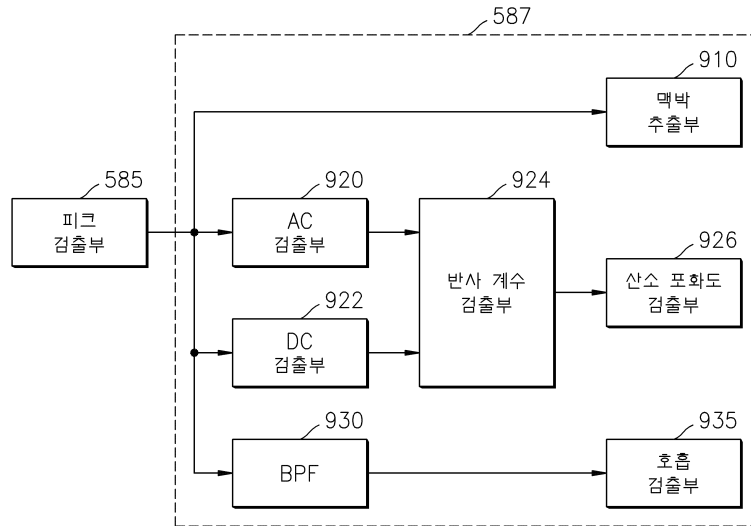 587
910
맥박
추출부
585
피크
검출부
920
AC
검출부
924
반사 계수
검출부
926
산소 포화도
검출부
922
DC
검출부
930
BPF
935
호흡
검출부